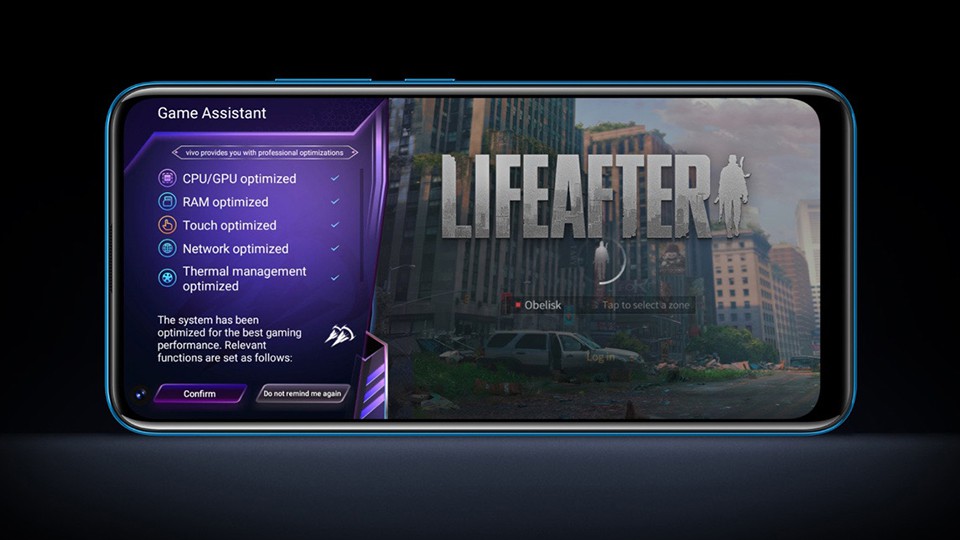 Game Assistant
vivo provides you with professional optimizations
CPU/GPU optimized
RAM optimized
Touch optimized
Network optimized
Thermal management
optimized
The system has been
optimized for the best gaming
performance. Relevant
functions are set as follows:
Confirm
Do not remind me again
LIFEAFTER
Obelisk
Tap to select a zone
Log in